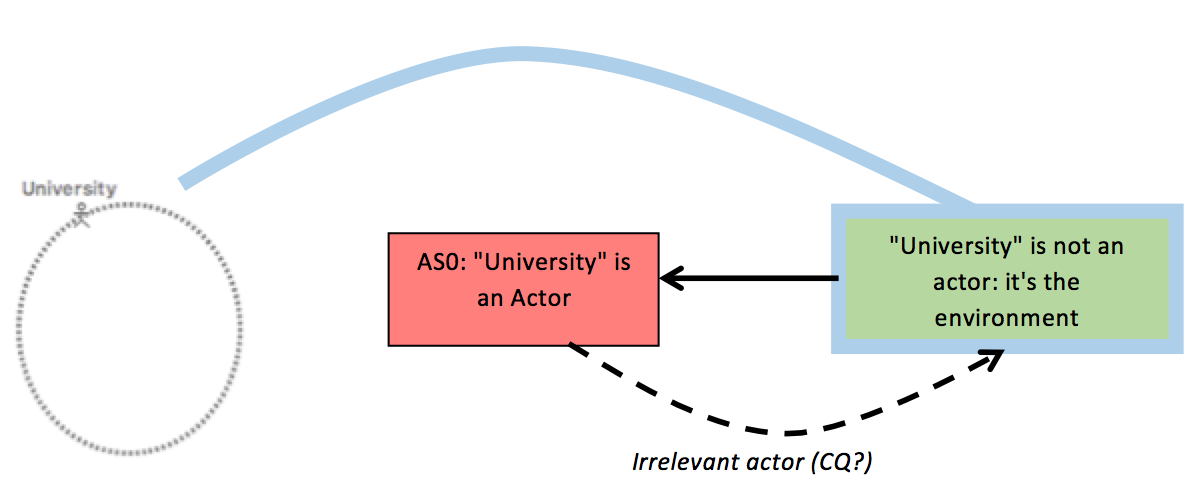 University
AS0: "University" is
an Actor
"University" is not an
actor: it's the
environment
Irrelevant actor (CQ?)